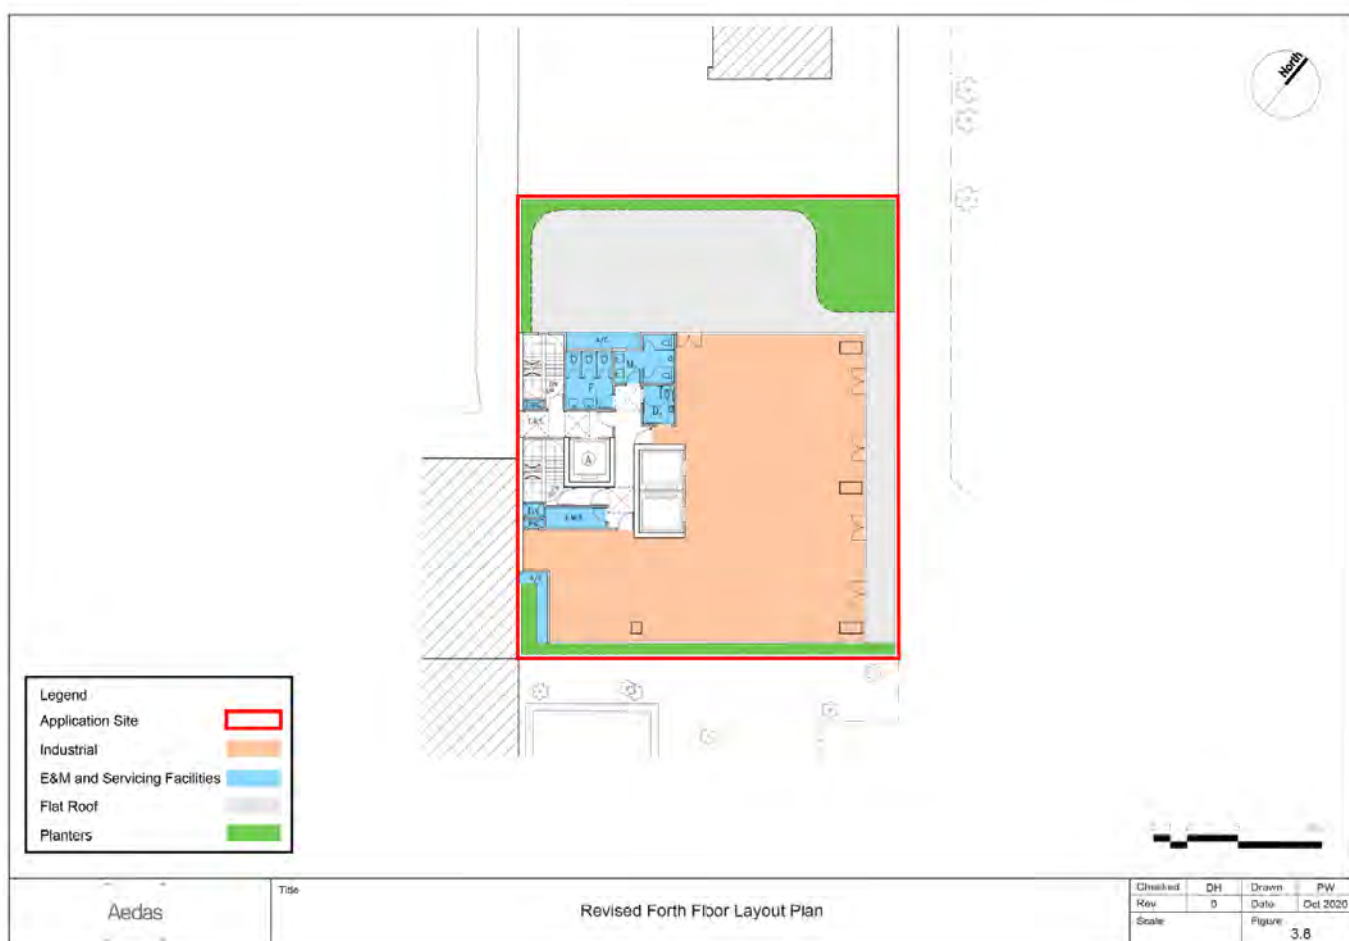 North
A/C
M
F
D
A
A/C
Legend
Application Site
Industrial
E&M and Servicing Facilities
Flat Roof
Planters
Aedas
Title
Revised Forth Floor Layout Plan
Checked DH Drawn PW
Rev 0 Date Oct 2020
Scale Figure
3.8